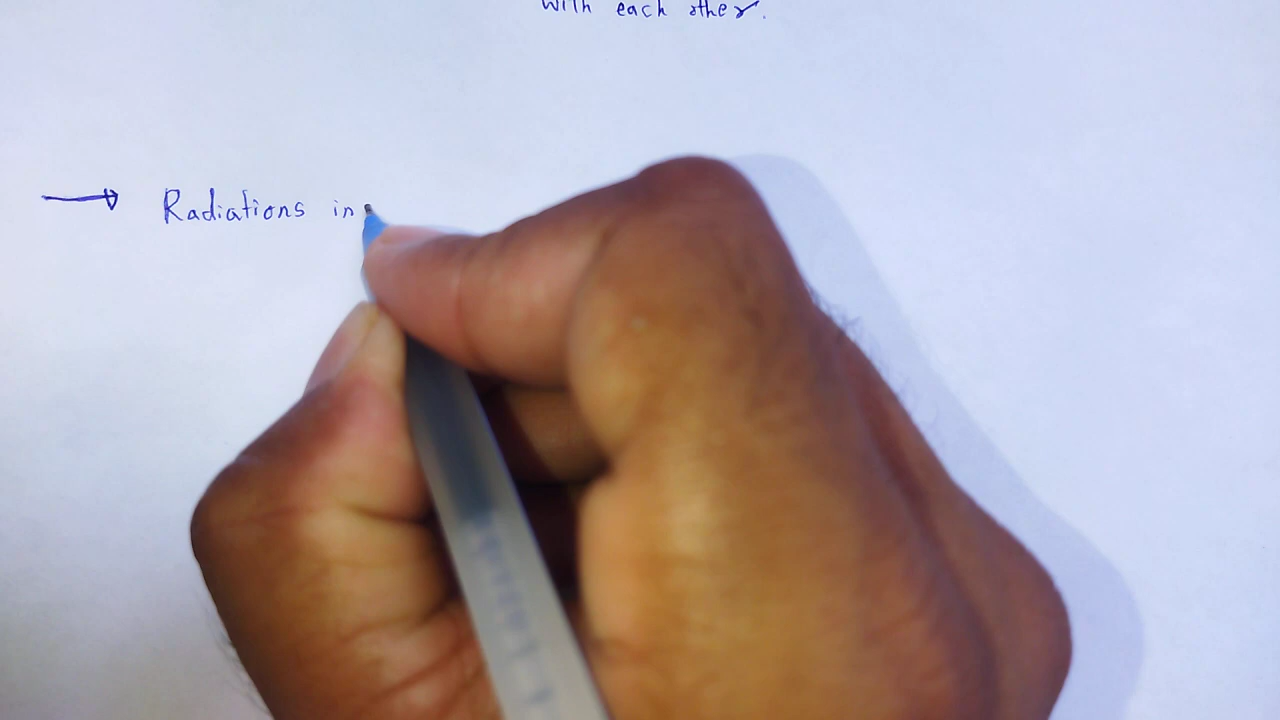 with each other.
→ Radiations in